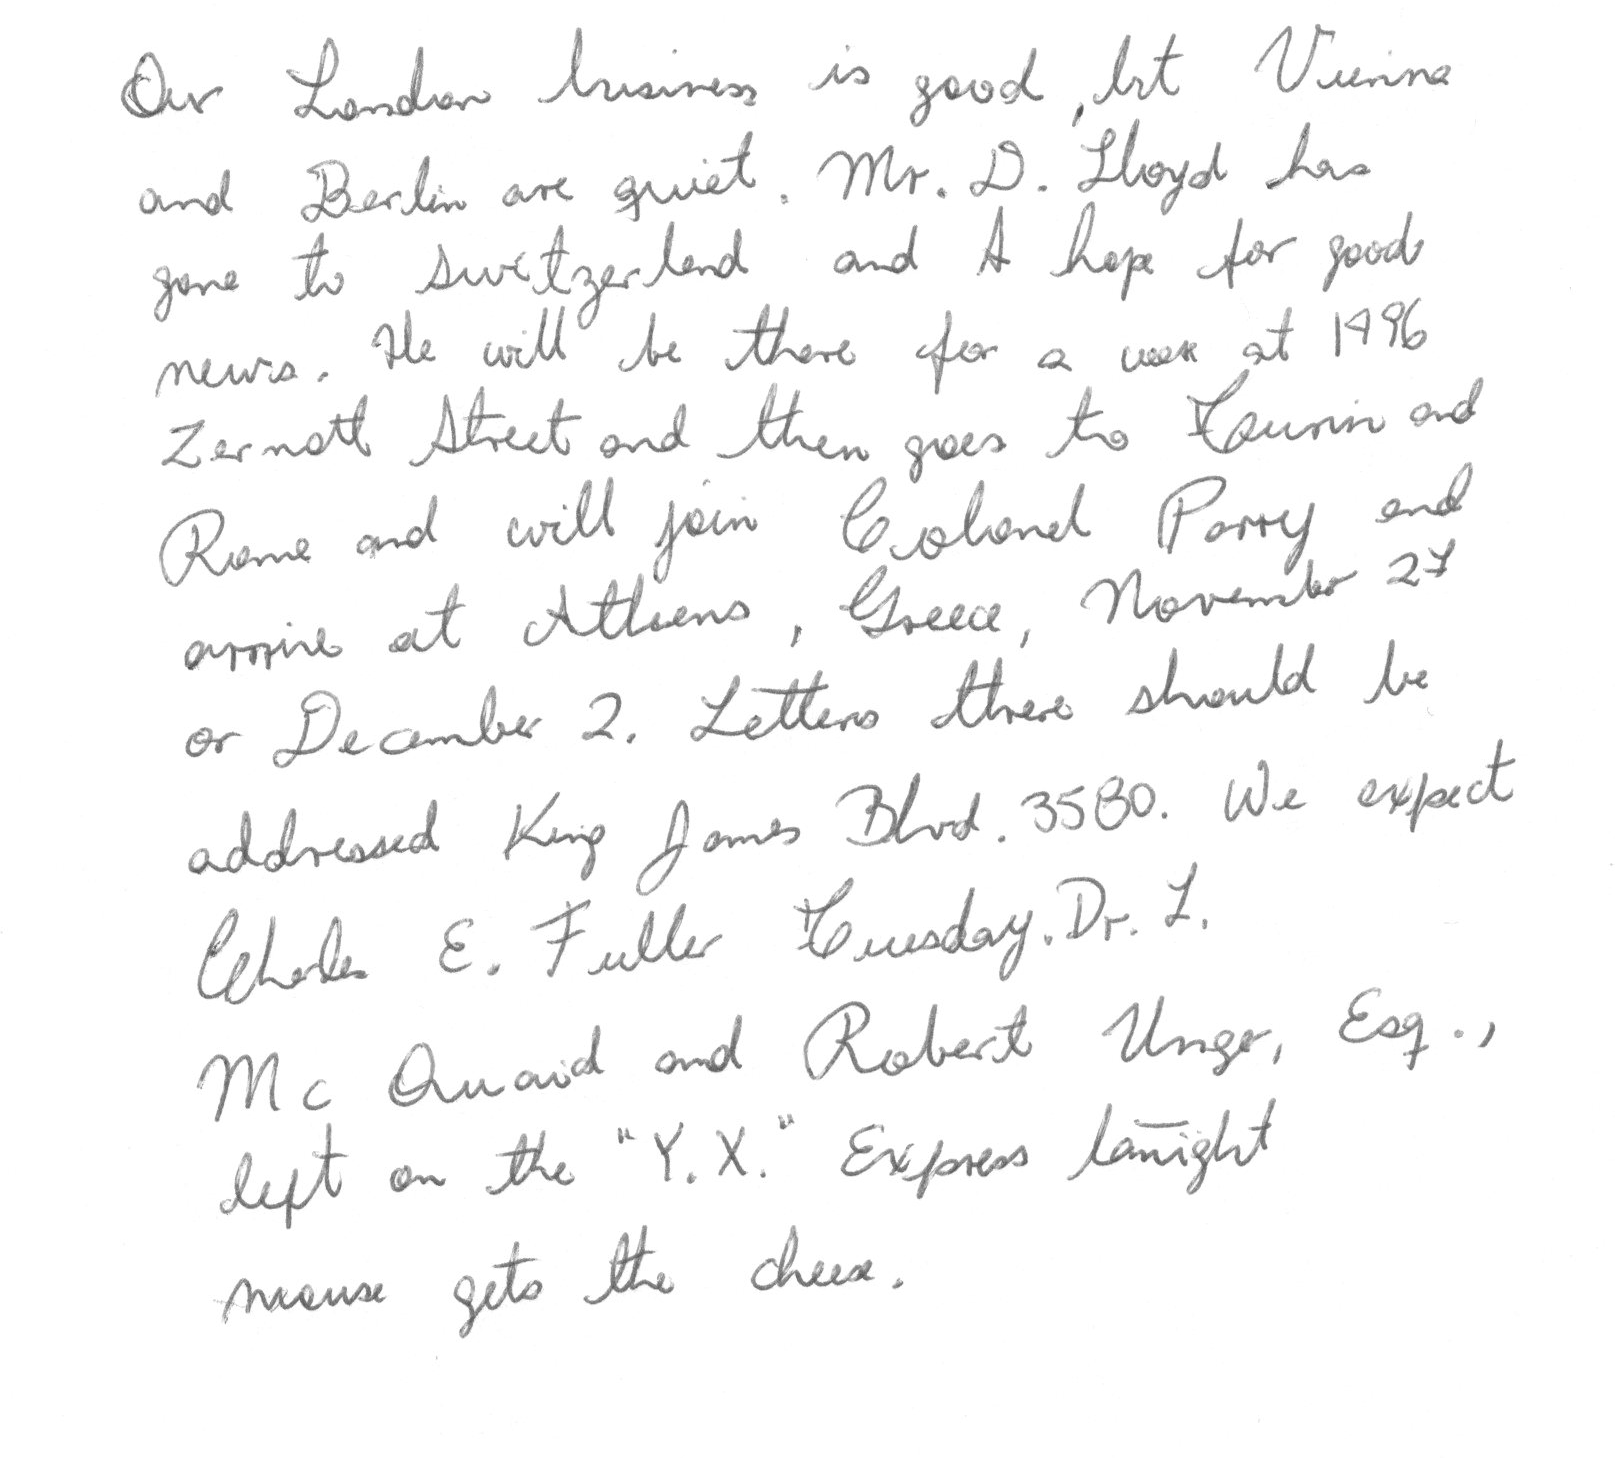 Our London business is good, but Vienna
and Berlin are quiet. Mr. D. Lloyd has
gone to Switzerland and I hope for good
news. He will be there for a week at 1496
Zermott Street and then goes to Turin and
Rome and will join Colonel Parry and
arrive at Athens, Greece, November 27
or December 2. Letters there should be
addressed King James Blvd. 3580. We expect
Charles E. Fuller Tuesday. Dr. L.
Mc Quaid and Robert Unger, Esq.,
left on the "Y. X." Express tonight
mouse gets the cheese.